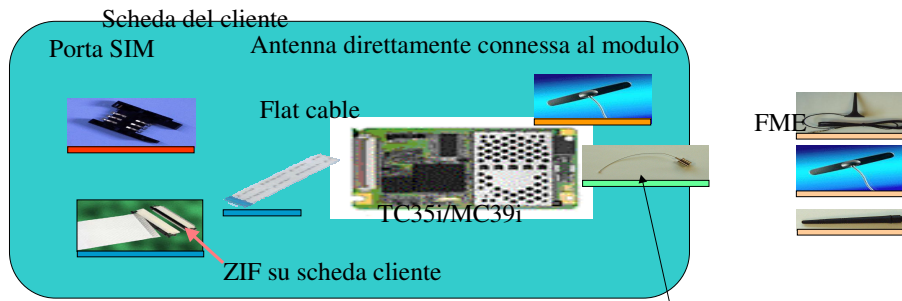 Scheda del cliente
Porta SIM
Antenna direttamente connessa al modulo
Flat cable
FME
TC35i/MC39i
ZIF su scheda cliente